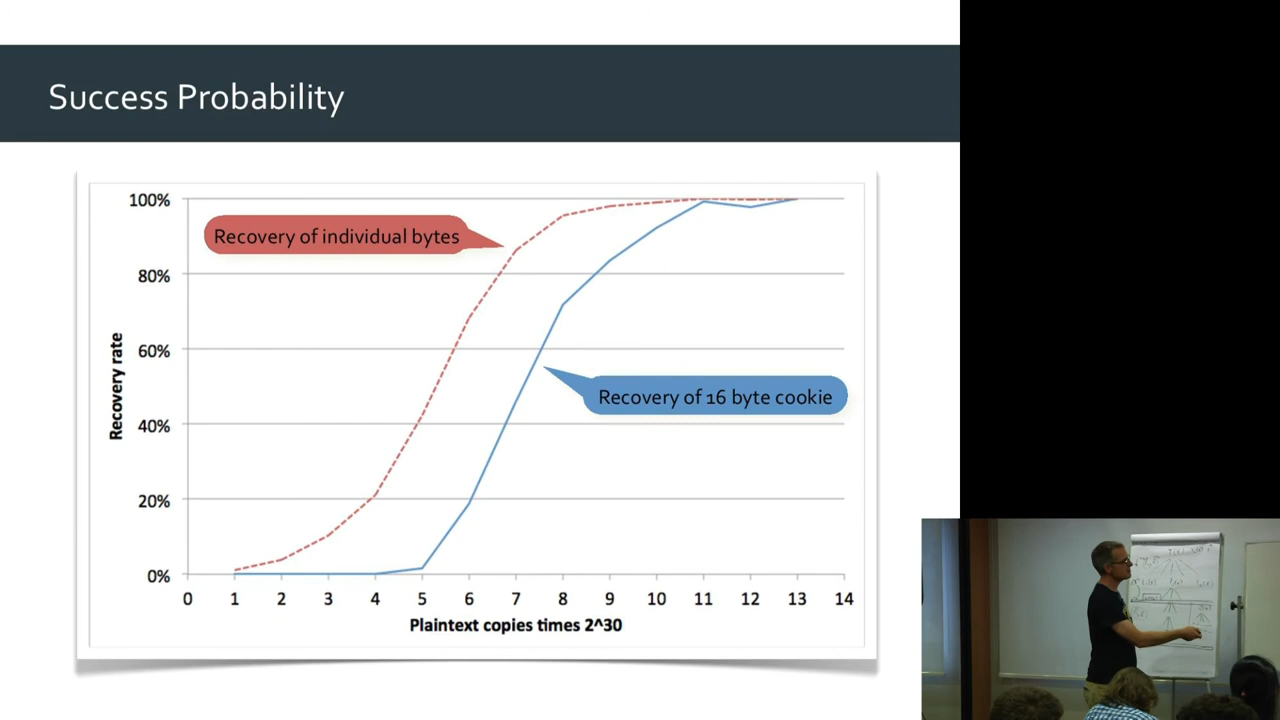 Success Probability
100%
80%
60%
40%
20%
0%
Recovery rate
Recovery of individual bytes
Recovery of 16 byte cookie
0 1 2 3 4 5 6 7 8 9 10 11 12 13 14
Plaintext copies times 2^30